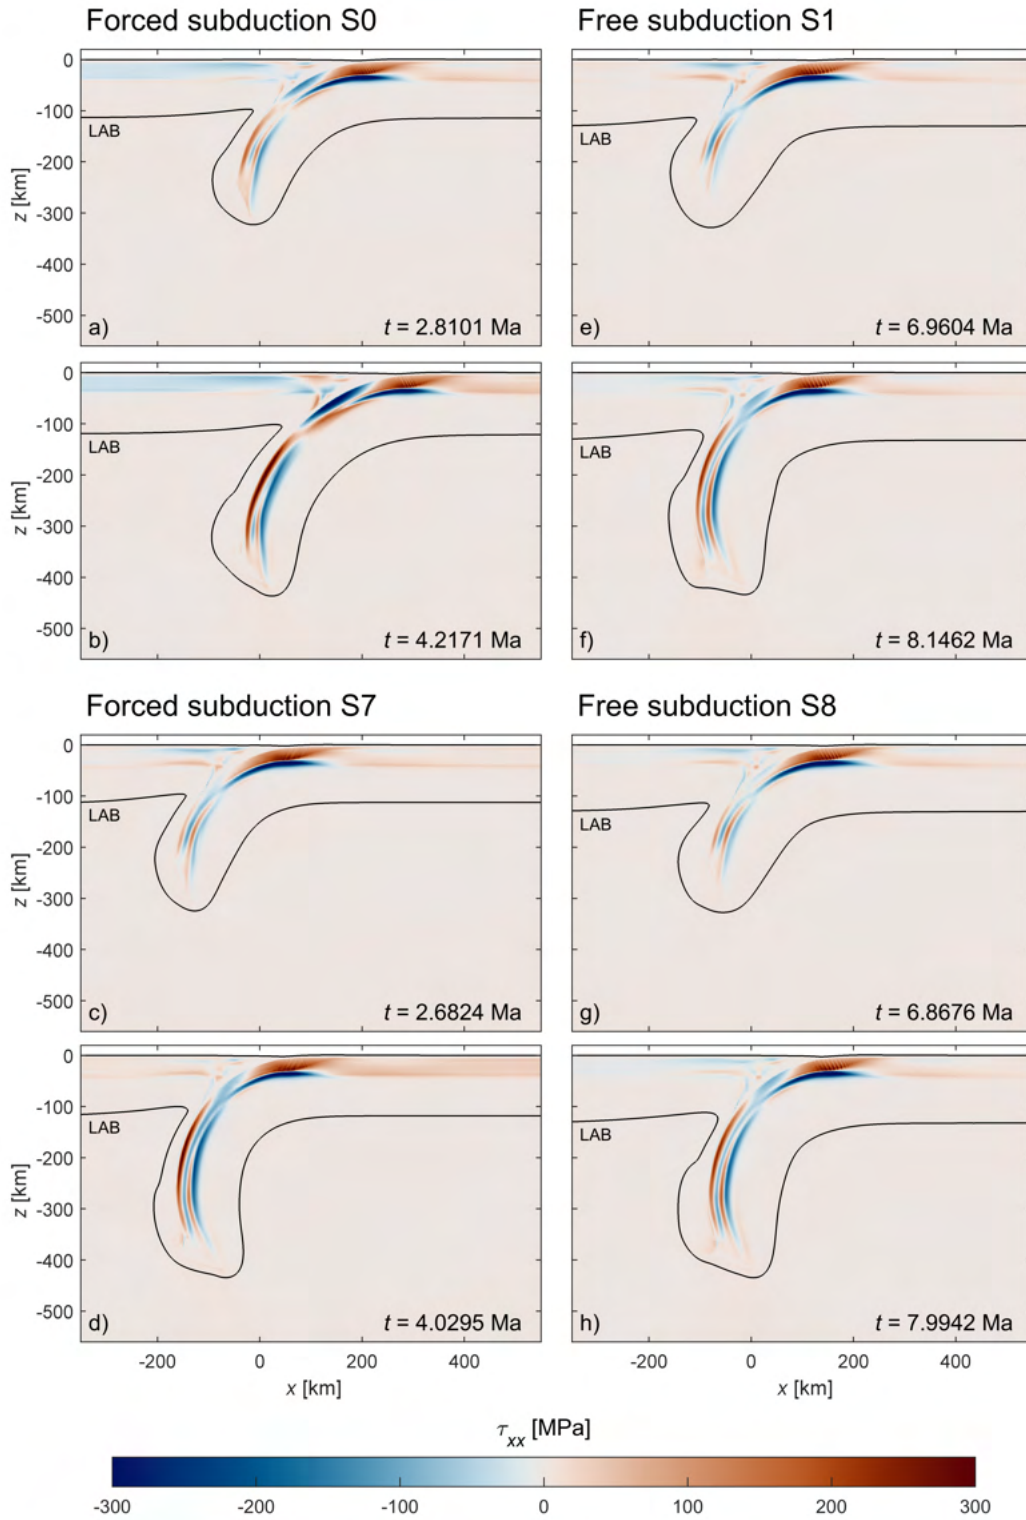 Forced subduction S0
Free subduction S1
0
-100
-200
-300
-400
-500
z [km]
LAB
a)
t = 2.8101 Ma
LAB
e)
t = 6.9604 Ma
0
-100
-200
-300
-400
-500
z [km]
LAB
b)
t = 4.2171 Ma
LAB
f)
t = 8.1462 Ma
Forced subduction S7
Free subduction S8
0
-100
-200
-300
-400
-500
z [km]
LAB
c)
t = 2.6824 Ma
LAB
g)
t = 6.8676 Ma
0
-100
-200
-300
-400
-500
z [km]
LAB
d)
t = 4.0295 Ma
LAB
h)
t = 7.9942 Ma
-200 0 200 400
x [km]
-200 0 200 400
x [km]
τxx [MPa]
-300 -200 -100 0 100 200 300